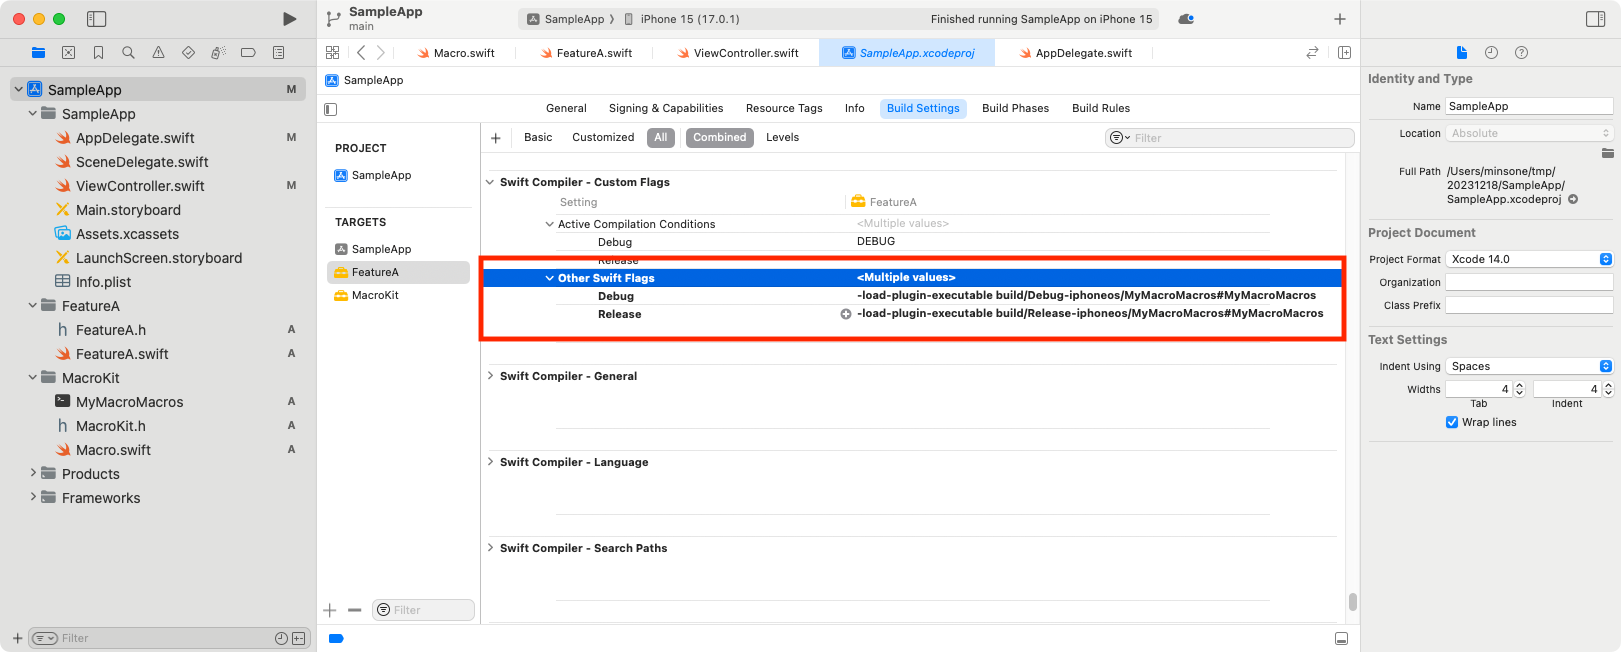 SampleApp
main
SampleApp 〉 iPhone 15 (17.0.1)
Finished running SampleApp on iPhone 15
Macro.swift
FeatureA.swift
ViewController.swift
SampleApp.xcodeproj
AppDelegate.swift
SampleApp
General
Signing & Capabilities
Resource Tags
Info
Build Settings
Build Phases
Build Rules
SampleApp M
SampleApp
AppDelegate.swift M
SceneDelegate.swift
ViewController.swift M
Main.storyboard
Assets.xcassets
LaunchScreen.storyboard
Info.plist
FeatureA
FeatureA.h A
FeatureA.swift A
MacroKit
MyMacroMacros A
MacroKit.h A
Macro.swift A
Products
Frameworks
Filter
PROJECT
SampleApp
TARGETS
SampleApp
FeatureA
MacroKit
Filter
Basic
Customized
All
Combined
Levels
Filter
Swift Compiler - Custom Flags
Setting FeatureA
Active Compilation Conditions <Multiple values>
Debug DEBUG
Release
Other Swift Flags <Multiple values>
Debug -load-plugin-executable build/Debug-iphoneos/MyMacroMacros#MyMacroMacros
Release -load-plugin-executable build/Release-iphoneos/MyMacroMacros#MyMacroMacros
Swift Compiler - General
Swift Compiler - Language
Swift Compiler - Search Paths
Identity and Type
Name SampleApp
Location Absolute
Full Path /Users/minsone/tmp/
20231218/SampleApp/
SampleApp.xcodeproj
Project Document
Project Format Xcode 14.0
Organization
Class Prefix
Text Settings
Indent Using Spaces
Widths 4 4
Tab Indent
Wrap lines